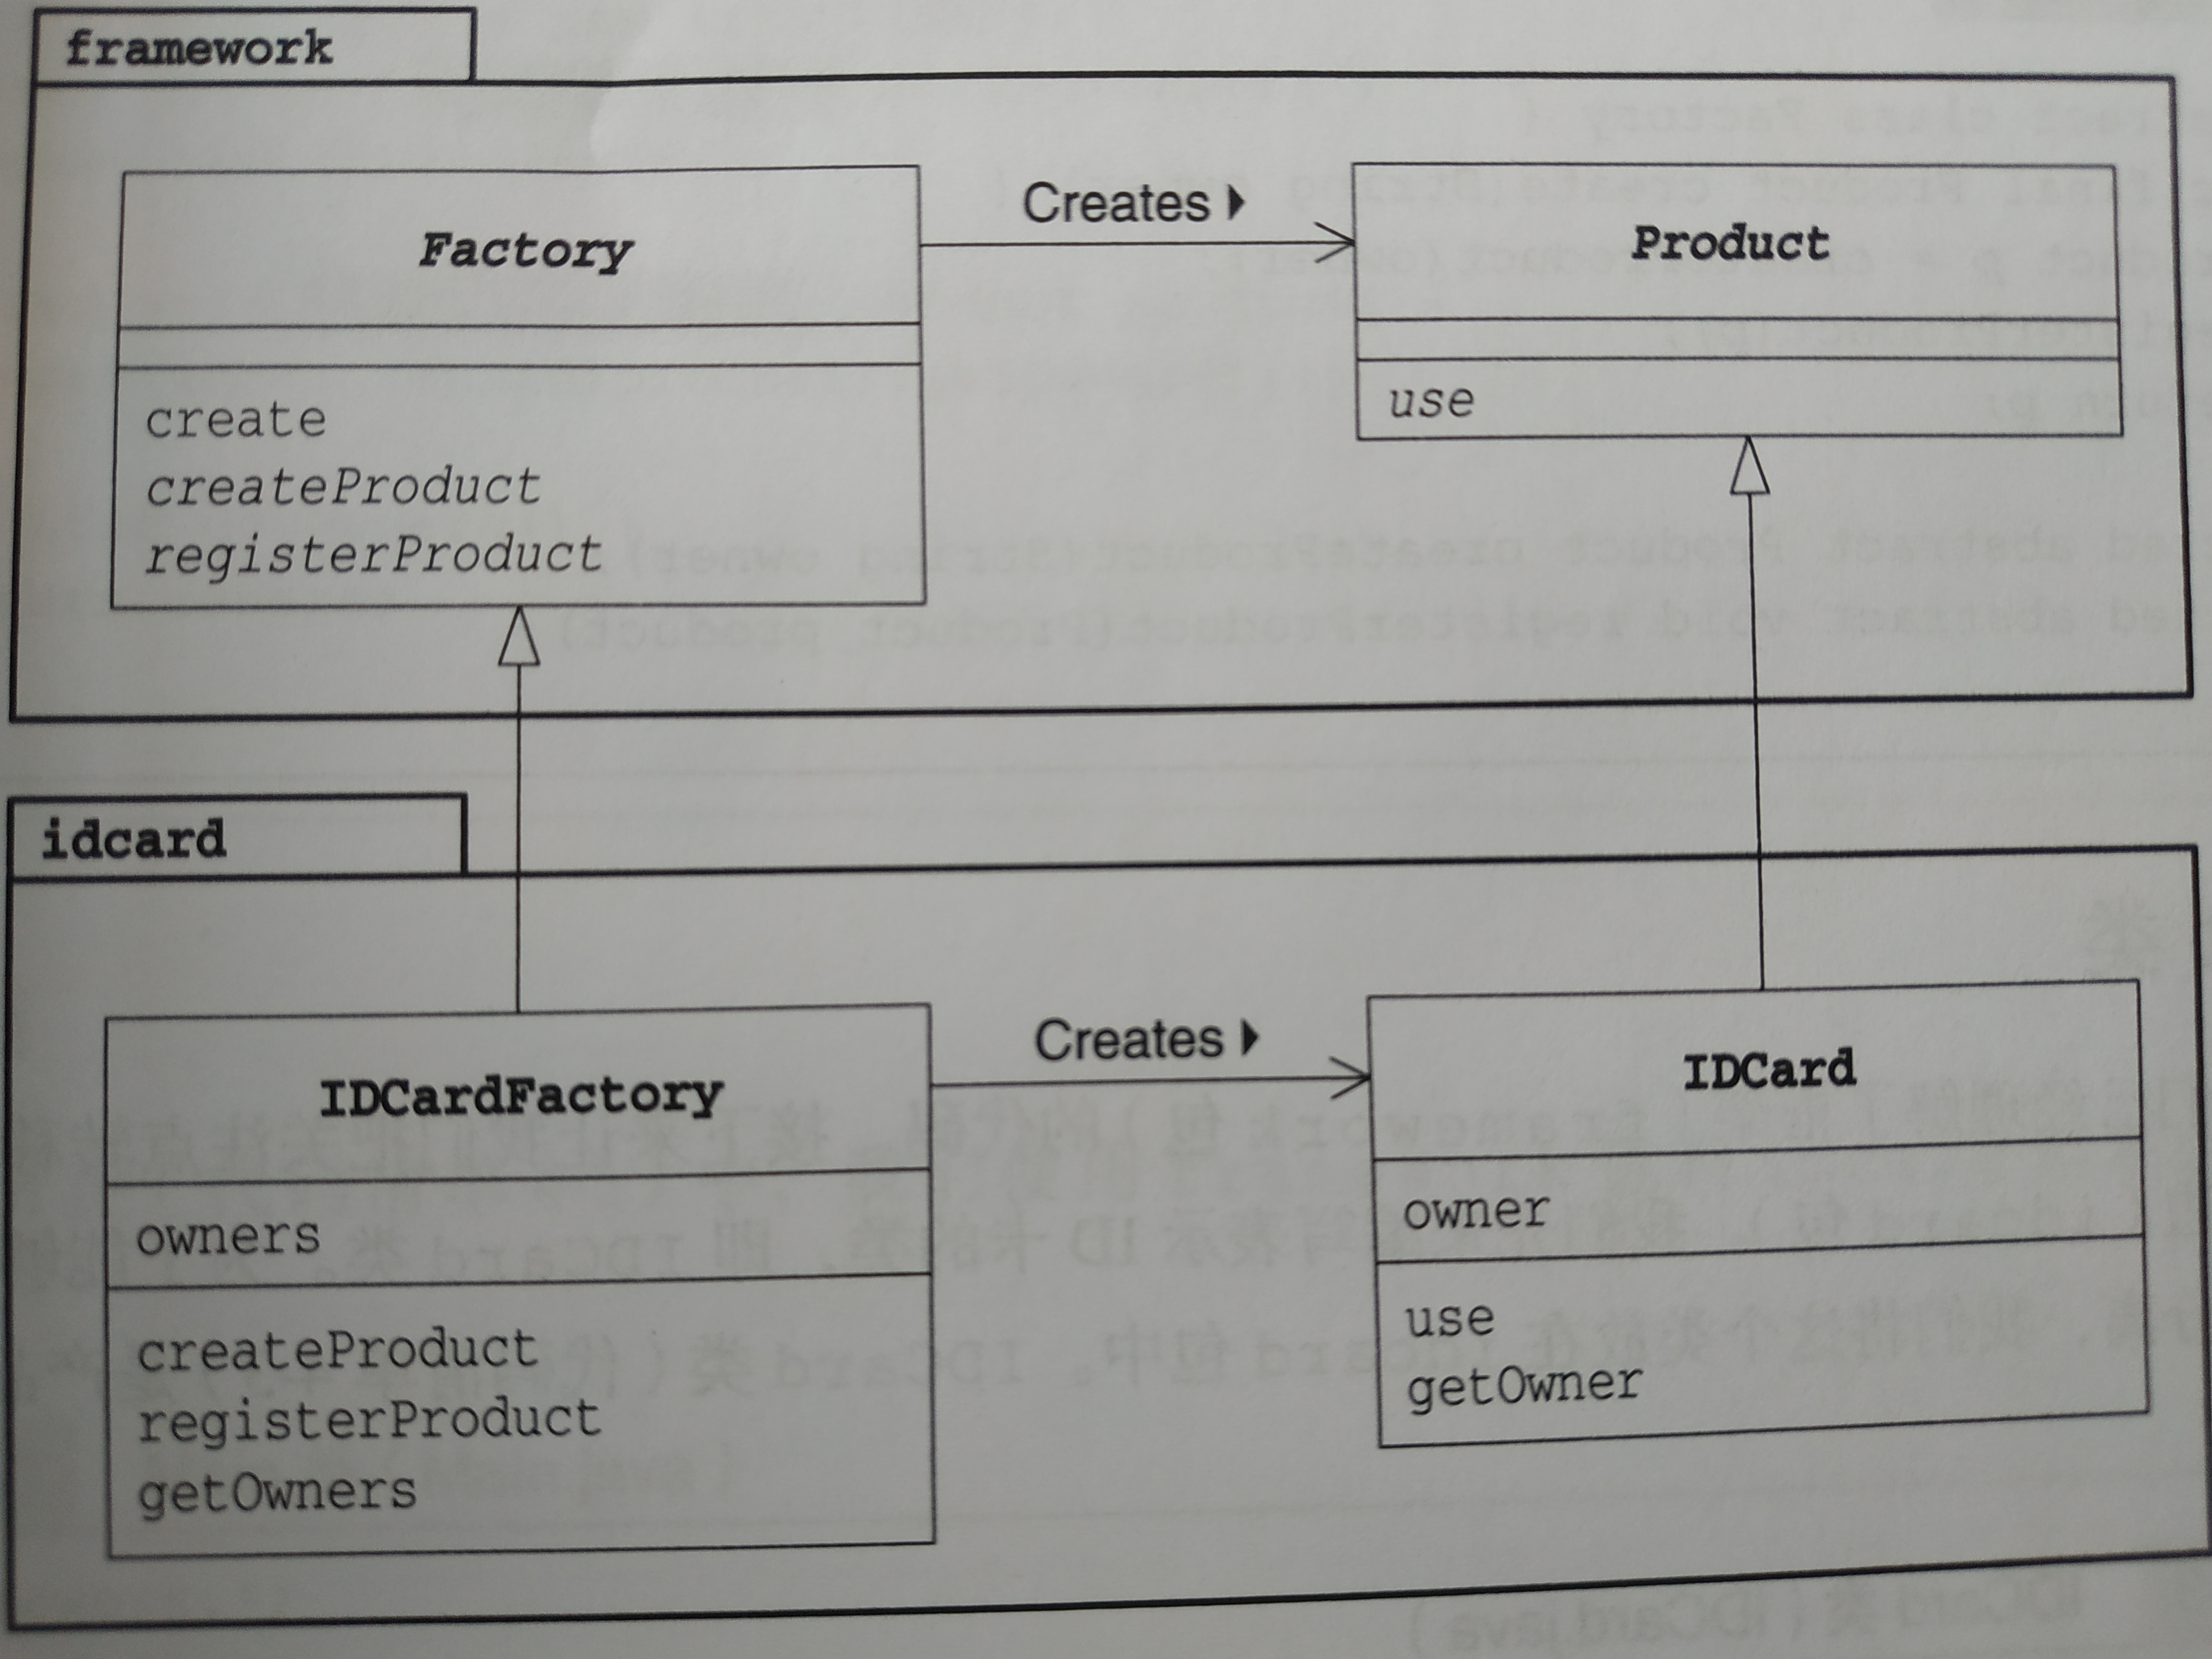 framework
Factory
create
createProduct
registerProduct
Creates
Product
use
idcard
IDCardFactory
owners
createProduct
registerProduct
getOwners
Creates
IDCard
owner
use
getOwner